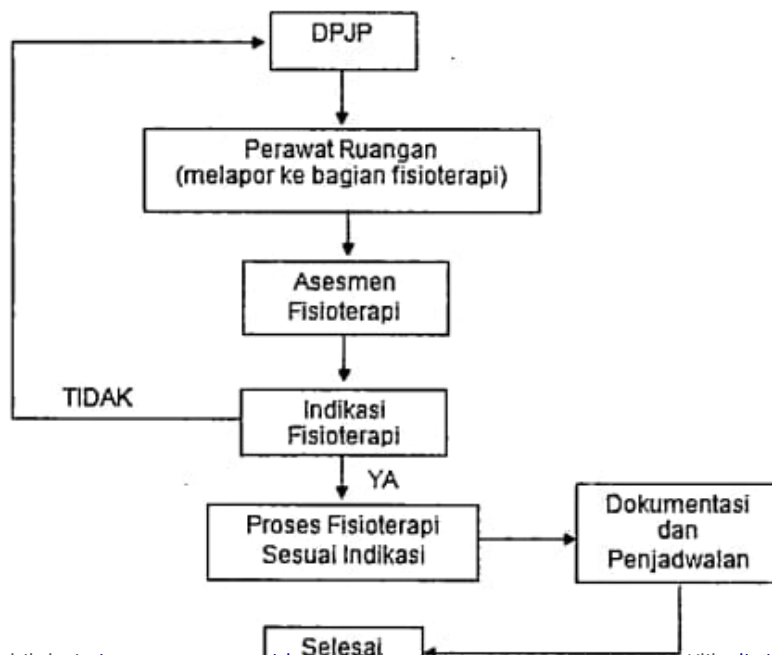 DPJP
Perawat Ruangan
(melapor ke bagian fisioterapi)
Asesmen
Fisioterapi
TIDAK
Indikasi
Fisioterapi
YA
Proses Fisioterapi
Sesuai Indikasi
Dokumentasi
dan
Penjadwalan
Selesai